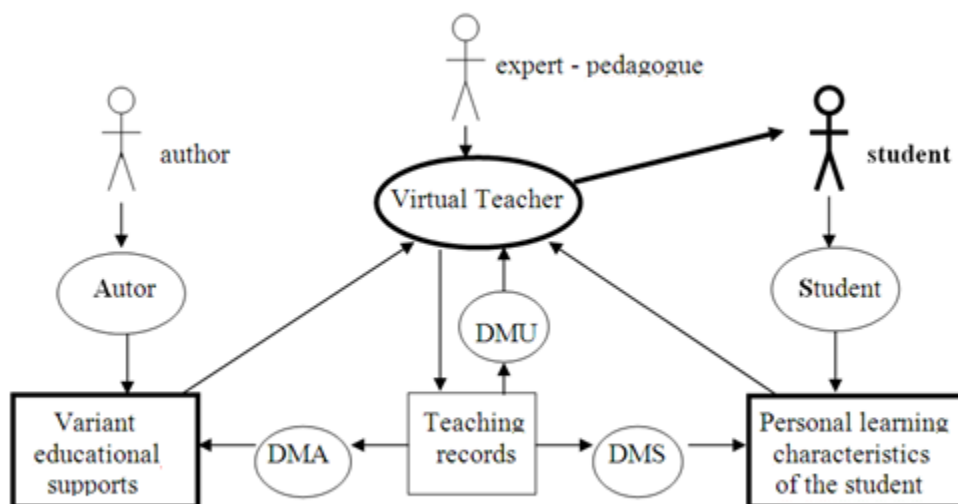 expert - pedagogue
author
student
Virtual Teacher
Autor
Student
DMU
Variant
educational
supports
DMA
Teaching
records
DMS
Personal learning
characteristics
of the student